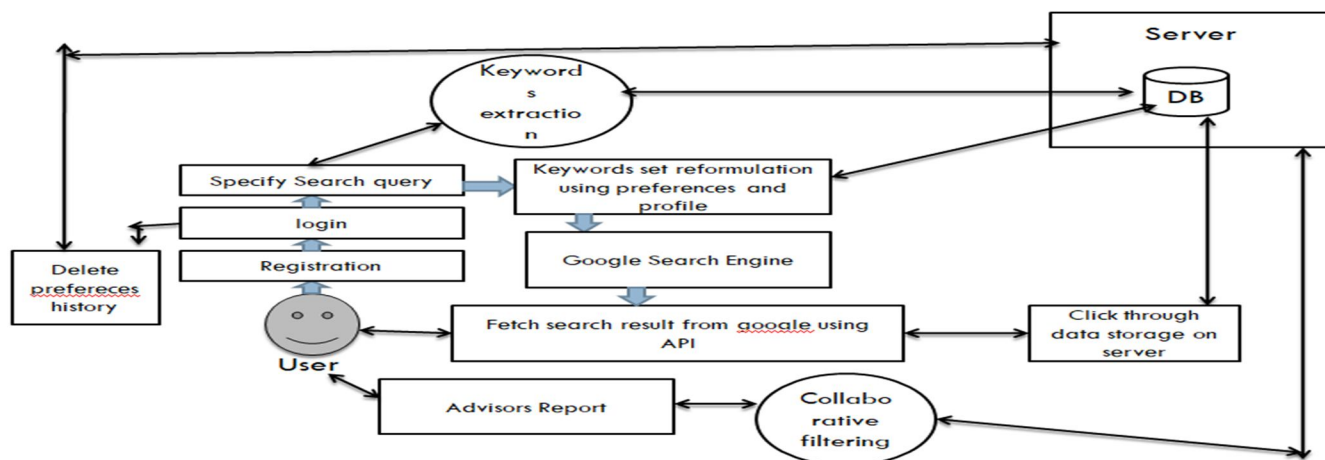 Server
DB
Keyword
s
extractio
n
Specify Search query
Keywords set reformulation
using preferences and
profile
login
Registration
Google Search Engine
Delete
prefereces
history
User
Fetch search result from google using
API
Click through
data storage on
server
Advisors Report
Collabo
rative
filtering